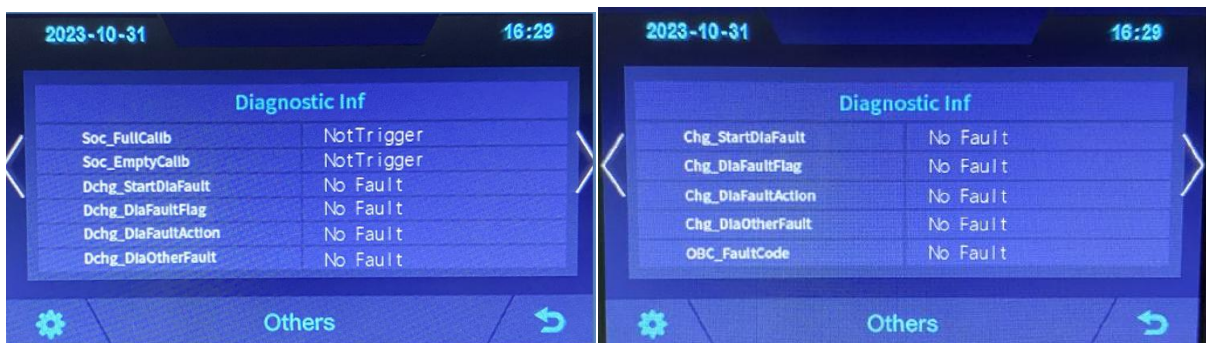 2023-10-31 16:29
Diagnostic Inf
Soc_FullCalib NotTrigger
Soc_EmptyCalib NotTrigger
Dchg_StartDiaFault No Fault
Dchg_DiaFaultFlag No Fault
Dchg_DiaFaultAction No Fault
Dchg_DiaOtherFault No Fault
Others
2023-10-31 16:29
Diagnostic Inf
Chg_StartDiaFault No Fault
Chg_DiaFaultFlag No Fault
Chg_DiaFaultAction No Fault
Chg_DiaOtherFault No Fault
OBC_FaultCode No Fault
Others